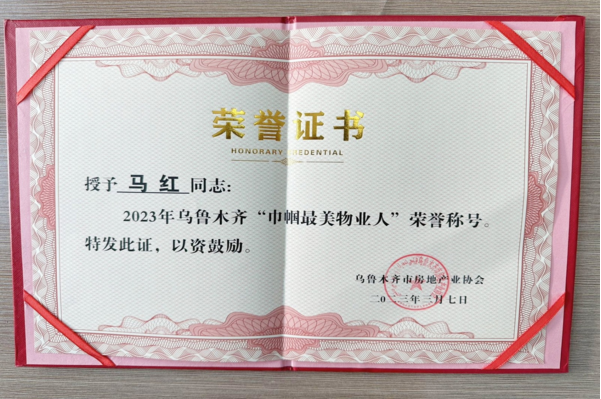 荣誉证书
HONORARY CREDENTIAL
授予 马红 同志：
2023年乌鲁木齐“巾帼最美物业人”荣誉称号。
特发此证，以资鼓励。
乌鲁木齐市房地产业协会
二〇二三年三月七日